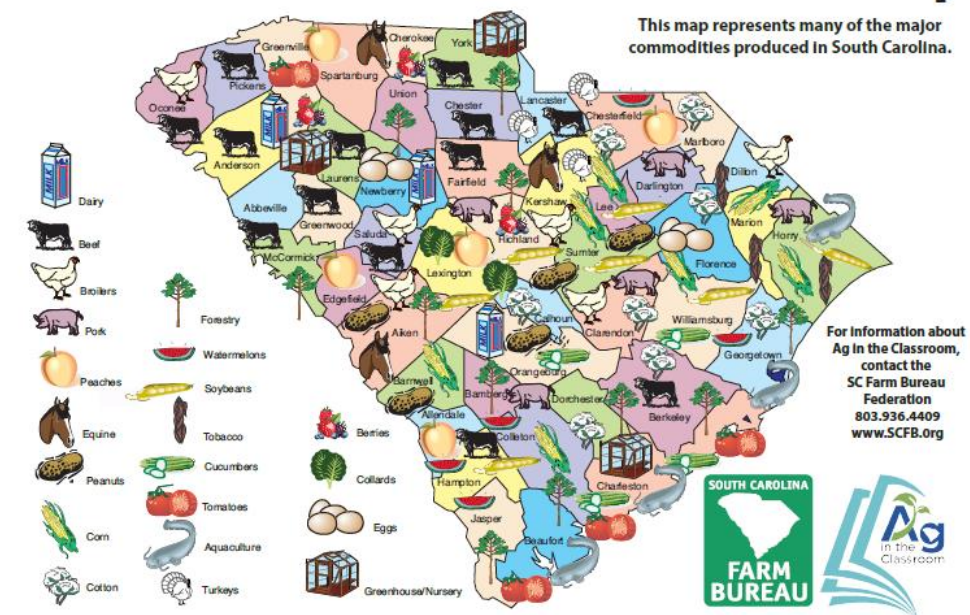 This map represents many of the major
commodities produced in South Carolina.
Greenville
Cherokee
York
Spartanburg
Pickens
Union
Oconee
Chester
Lancaster
Chesterfield
Marlboro
Anderson
Laurens
Newberry
Fairfield
Kershaw
Darlington
Dillon
Lee
Abbeville
Greenwood
Saluda
Richland
Marion
Horry
McCormick
Lexington
Sumter
Florence
Edgefield
Aiken
Calhoun
Clarendon
Williamsburg
Georgetown
Orangeburg
Barnwell
Bamberg
Dorchester
Berkeley
Allendale
Colleton
Hampton
Charleston
Jasper
Beaufort
MILK
MILK
MILK
MILK
Dairy
Beef
Broilers
Pork
Peaches
Equine
Peanuts
Corn
Cotton
Forestry
Watermelons
Soybeans
Tobacco
Cucumbers
Tomatoes
Aquaculture
Turkeys
Berries
Collards
Eggs
Greenhouse/Nursery
For information about
Ag in the Classroom,
contact the
SC Farm Bureau
Federation
803.936.4409
www.SCFB.org
SOUTH CAROLINA
FARM
BUREAU
Ag
in the
Classroom